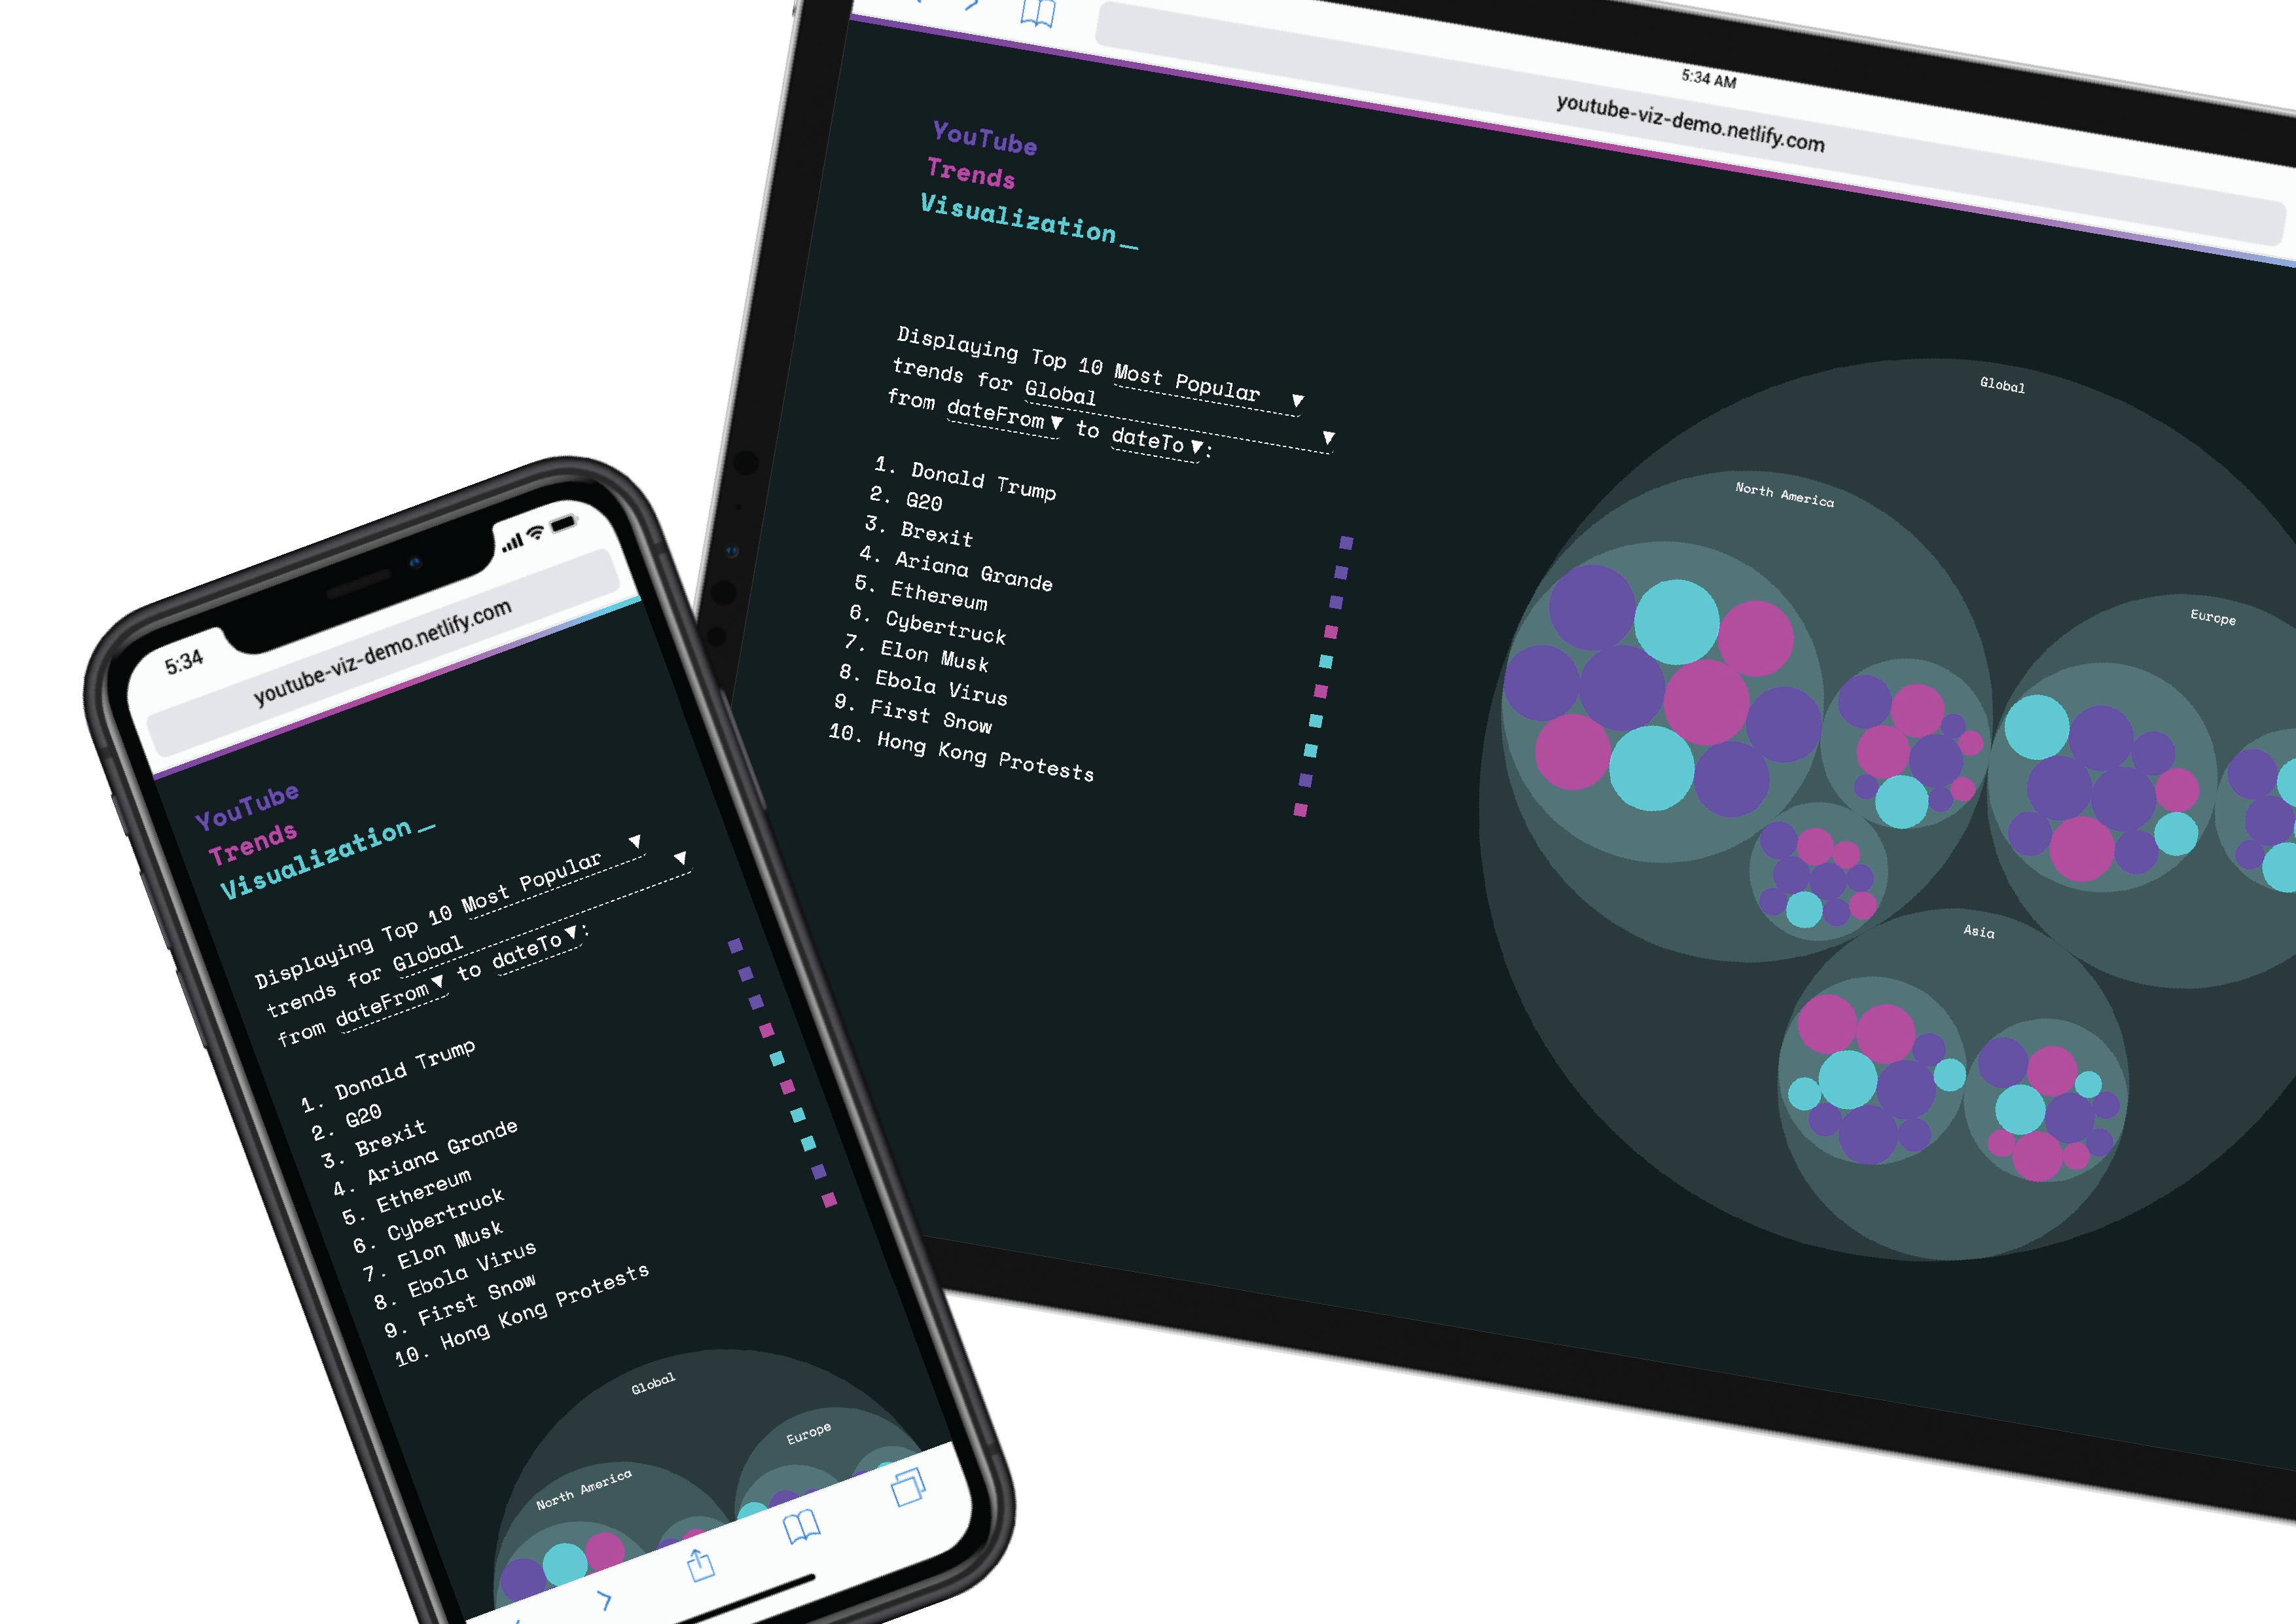 5:34
youtube-viz-demo.netlify.com
YouTube
Trends
Visualization_
Displaying Top 10 Most Popular ▼
trends for Global ▼
from dateFrom ▼ to dateTo ▼:
1. Donald Trump
2. G20
3. Brexit
4. Ariana Grande
5. Ethereum
6. Cybertruck
7. Elon Musk
8. Ebola Virus
9. First Snow
10. Hong Kong Protests
Global
Europe
North America
5:34 AM
youtube-viz-demo.netlify.com
YouTube
Trends
Visualization_
Displaying Top 10 Most Popular ▼
trends for Global ▼
from dateFrom ▼ to dateTo ▼:
1. Donald Trump
2. G20
3. Brexit
4. Ariana Grande
5. Ethereum
6. Cybertruck
7. Elon Musk
8. Ebola Virus
9. First Snow
10. Hong Kong Protests
Global
North America
Europe
Asia